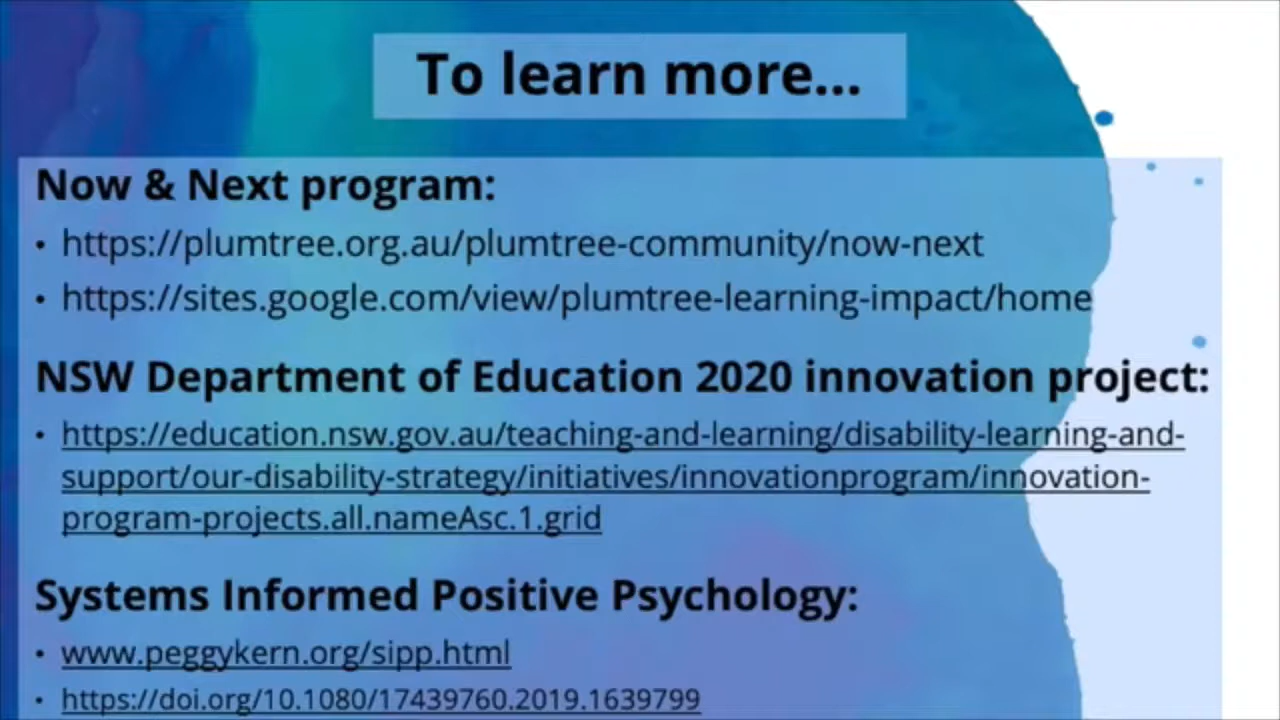 To learn more...
Now & Next program:
• https://plumtree.org.au/plumtree-community/now-next
• https://sites.google.com/view/plumtree-learning-impact/home
NSW Department of Education 2020 innovation project:
• https://education.nsw.gov.au/teaching-and-learning/disability-learning-and-
support/our-disability-strategy/initiatives/innovationprogram/innovation-
program-projects.all.nameAsc.1.grid
Systems Informed Positive Psychology:
• www.peggykern.org/sipp.html
• https://doi.org/10.1080/17439760.2019.1639799